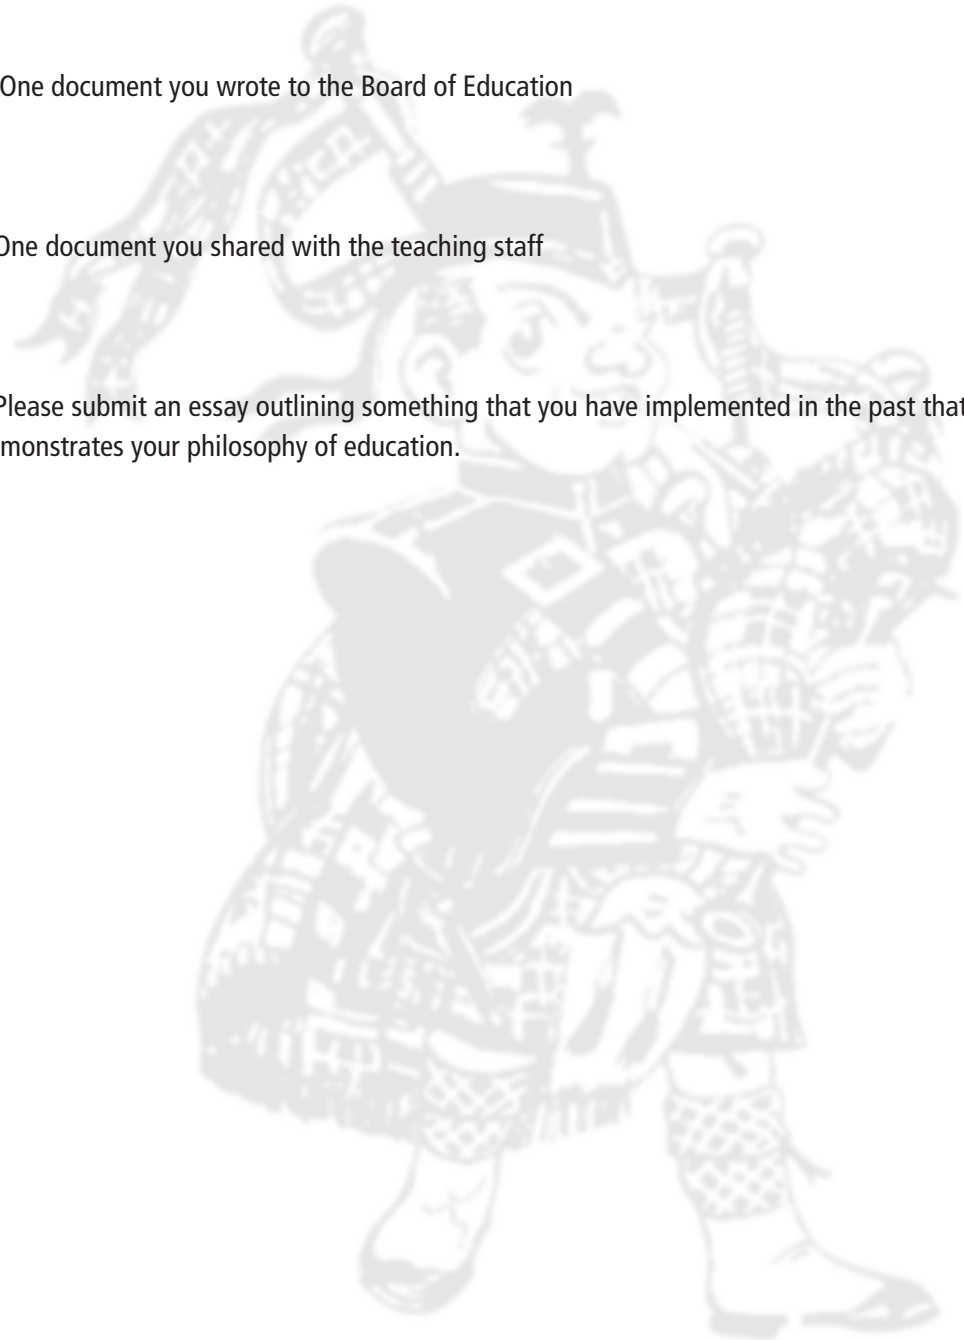 One document you wrote to the Board of Education
One document you shared with the teaching staff
Please submit an essay outlining something that you have implemented in the past that
monstrates your philosophy of education.